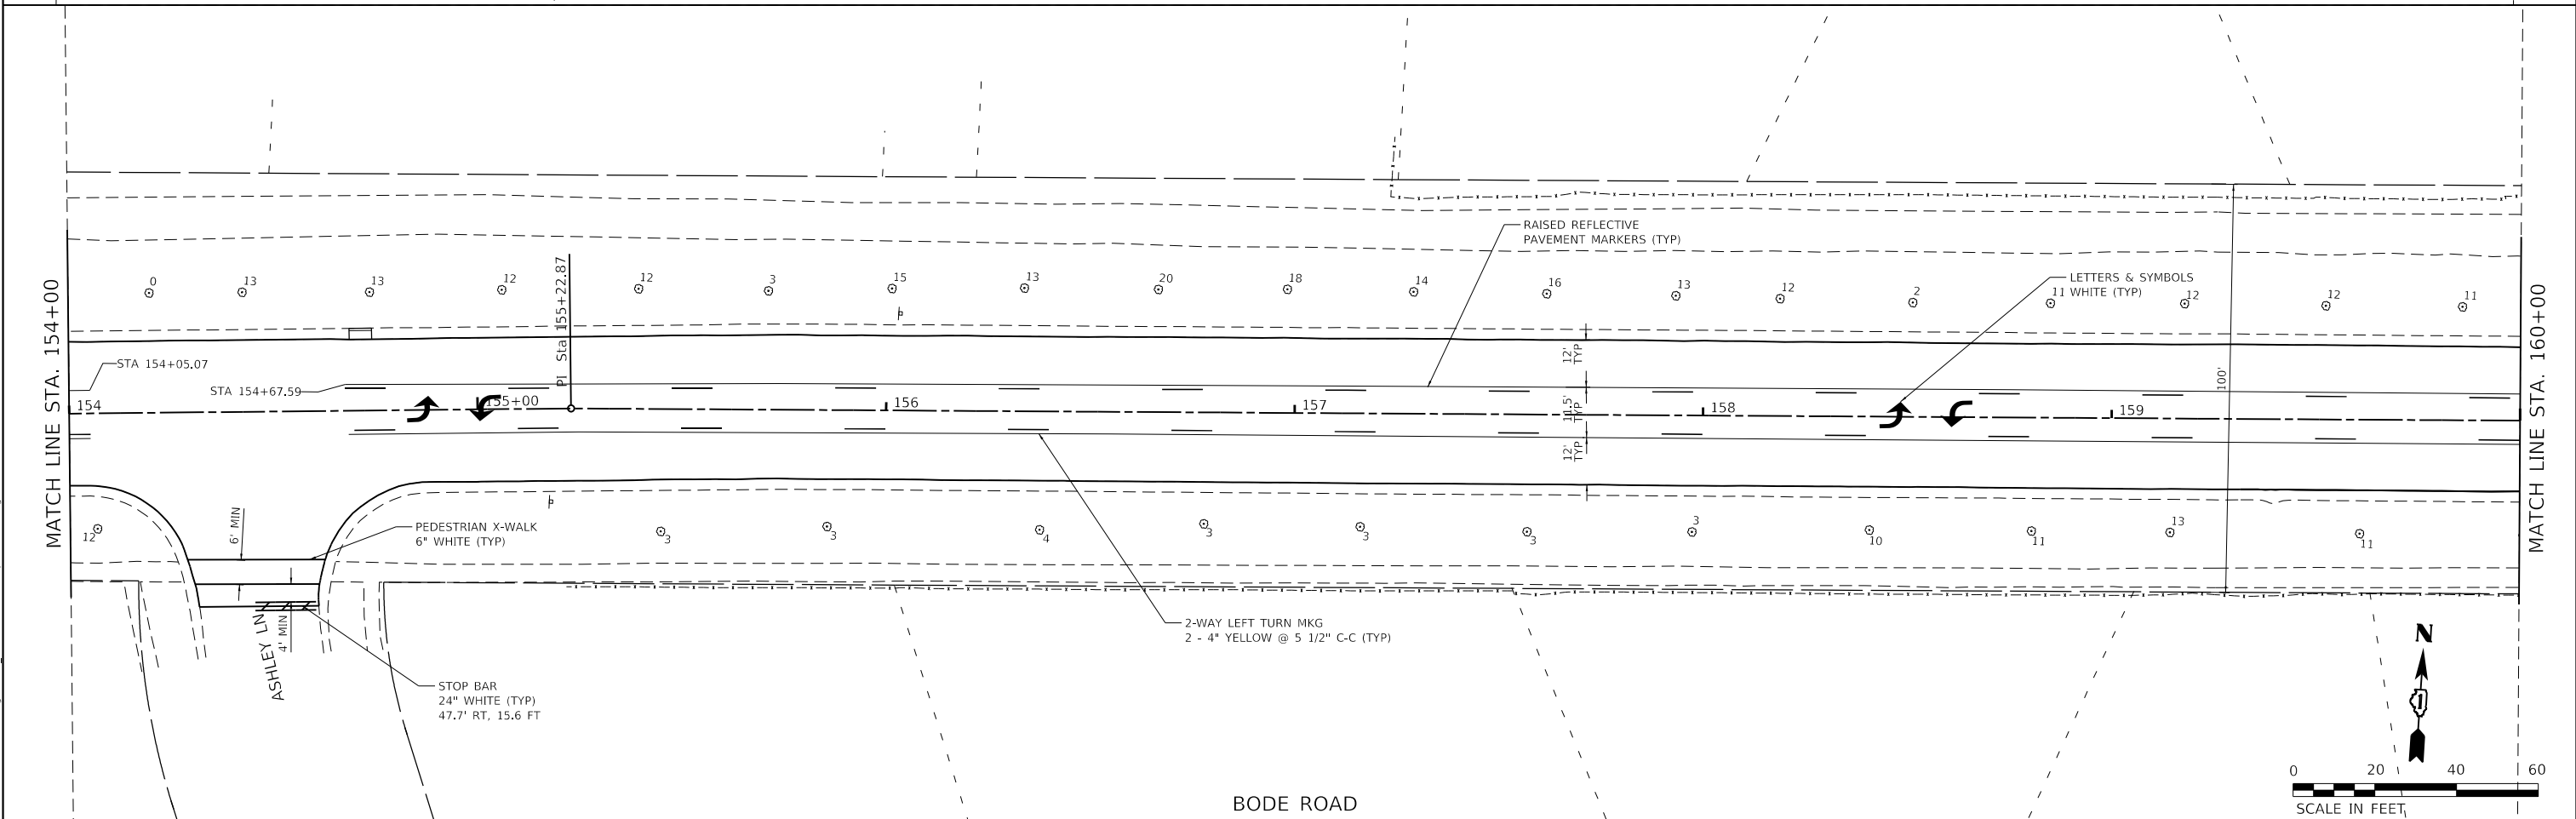 RAISED REFLECTIVE
PAVEMENT MARKERS (TYP)
LETTERS & SYMBOLS
11 WHITE (TYP)
0 13 13 12 12 3 15 13 20 18 14 16 13 12 2 12 12 11
MATCH LINE STA. 154+00
PI Sta 155+22.87
MATCH LINE STA. 160+00
STA 154+05.07
STA 154+67.59
12'
TYP
11.5'
TYP
12'
TYP
100'
154 155+00 156 157 158 159
12 3 3 4 3 3 3 3 10 11 13 11
6' MIN
PEDESTRIAN X-WALK
6" WHITE (TYP)
4' MIN
ASHLEY LN
STOP BAR
24" WHITE (TYP)
47.7' RT, 15.6 FT
2-WAY LEFT TURN MKG
2 - 4" YELLOW @ 5 1/2" C-C (TYP)
N
1
BODE ROAD
0 20 40 60
SCALE IN FEET